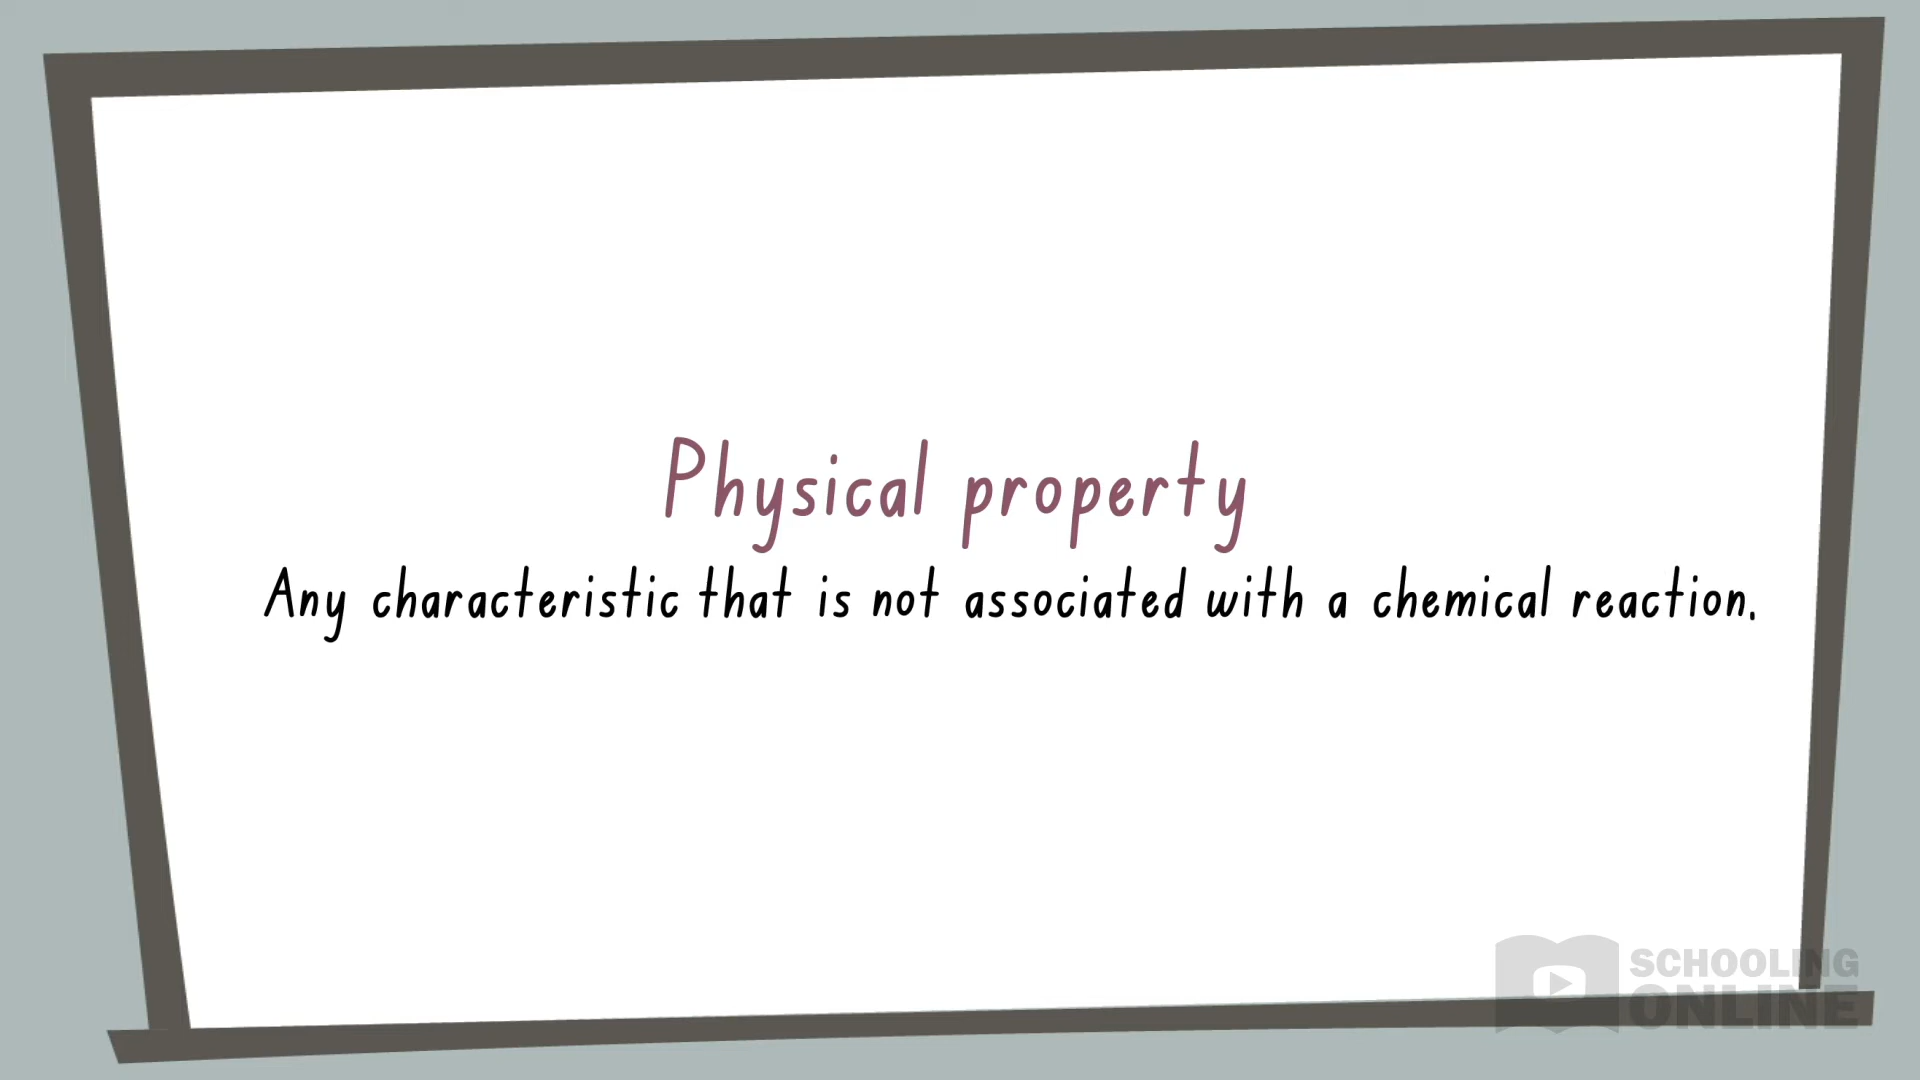 Physical property
Any characteristic that is not associated with a chemical reaction.
SCHOOLING
ONLINE